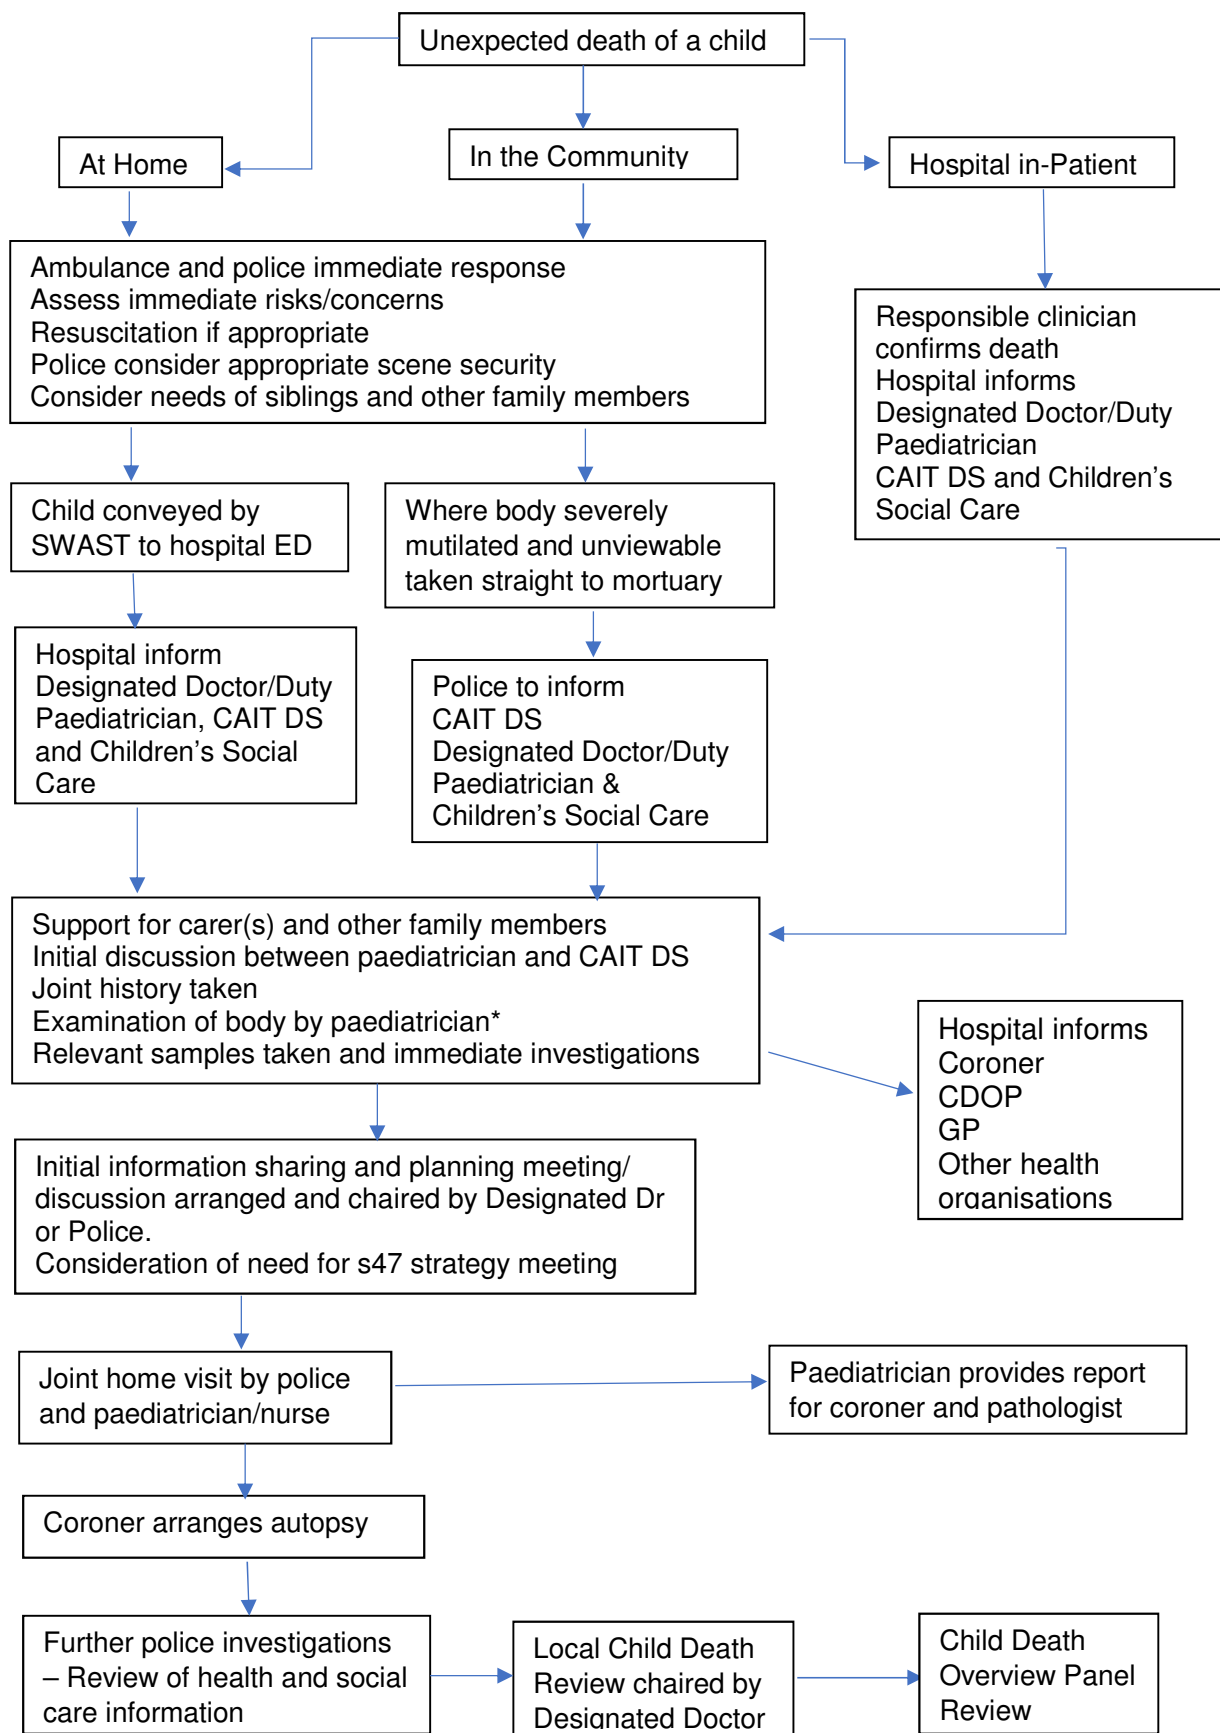 Unexpected death of a child
At Home
In the Community
Hospital in-Patient
Ambulance and police immediate response
Assess immediate risks/concerns
Resuscitation if appropriate
Police consider appropriate scene security
Consider needs of siblings and other family members
Responsible clinician
confirms death
Hospital informs
Designated Doctor/Duty
Paediatrician
CAIT DS and Children’s
Social Care
Child conveyed by
SWAST to hospital ED
Where body severely
mutilated and unviewable
taken straight to mortuary
Hospital inform
Designated Doctor/Duty
Paediatrician, CAIT DS
and Children’s Social
Care
Police to inform
CAIT DS
Designated Doctor/Duty
Paediatrician &
Children’s Social Care
Support for carer(s) and other family members
Initial discussion between paediatrician and CAIT DS
Joint history taken
Examination of body by paediatrician*
Relevant samples taken and immediate investigations
Hospital informs
Coroner
CDOP
GP
Other health
organisations
Initial information sharing and planning meeting/
discussion arranged and chaired by Designated Dr
or Police.
Consideration of need for s47 strategy meeting
Joint home visit by police
and paediatrician/nurse
Paediatrician provides report
for coroner and pathologist
Coroner arranges autopsy
Further police investigations
– Review of health and social
care information
Local Child Death
Review chaired by
Designated Doctor
Child Death
Overview Panel
Review